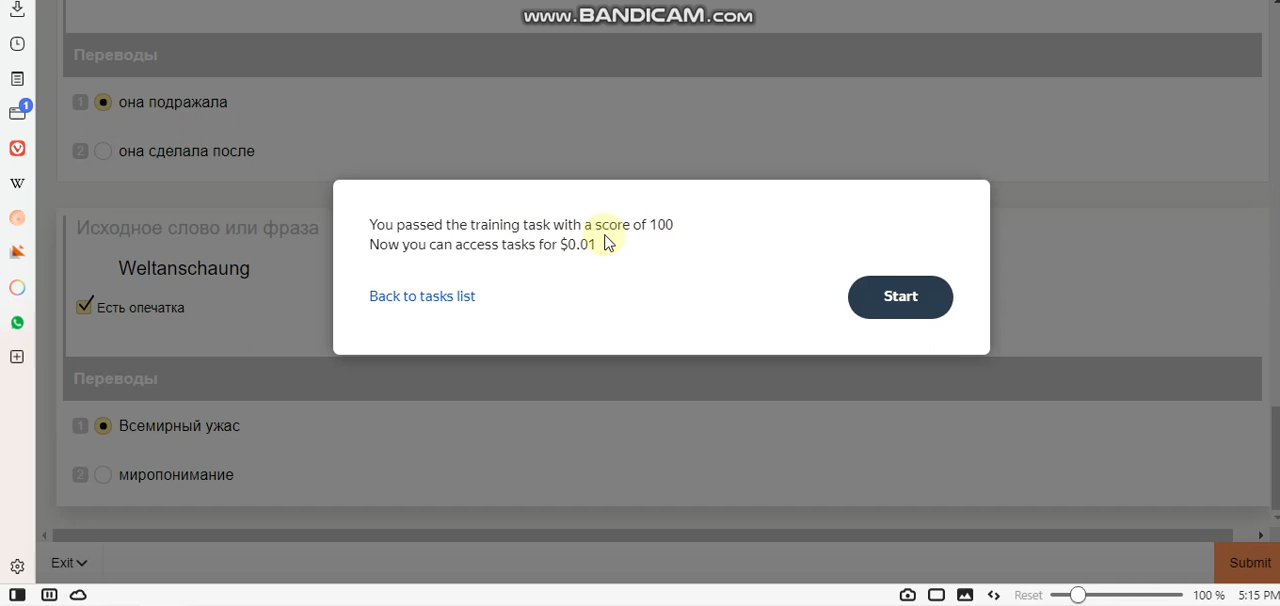 www.BANDICAM.com
Переводы
1 она подражала
2 она сделала после
Исходное слово или фраза
Weltanschaung
Есть опечатка
You passed the training task with a score of 100
Now you can access tasks for $0.01
Back to tasks list
Start
Переводы
1 Всемирный ужас
2 миропонимание
Exit
Submit
Reset
100 %
5:15 PM
1
W